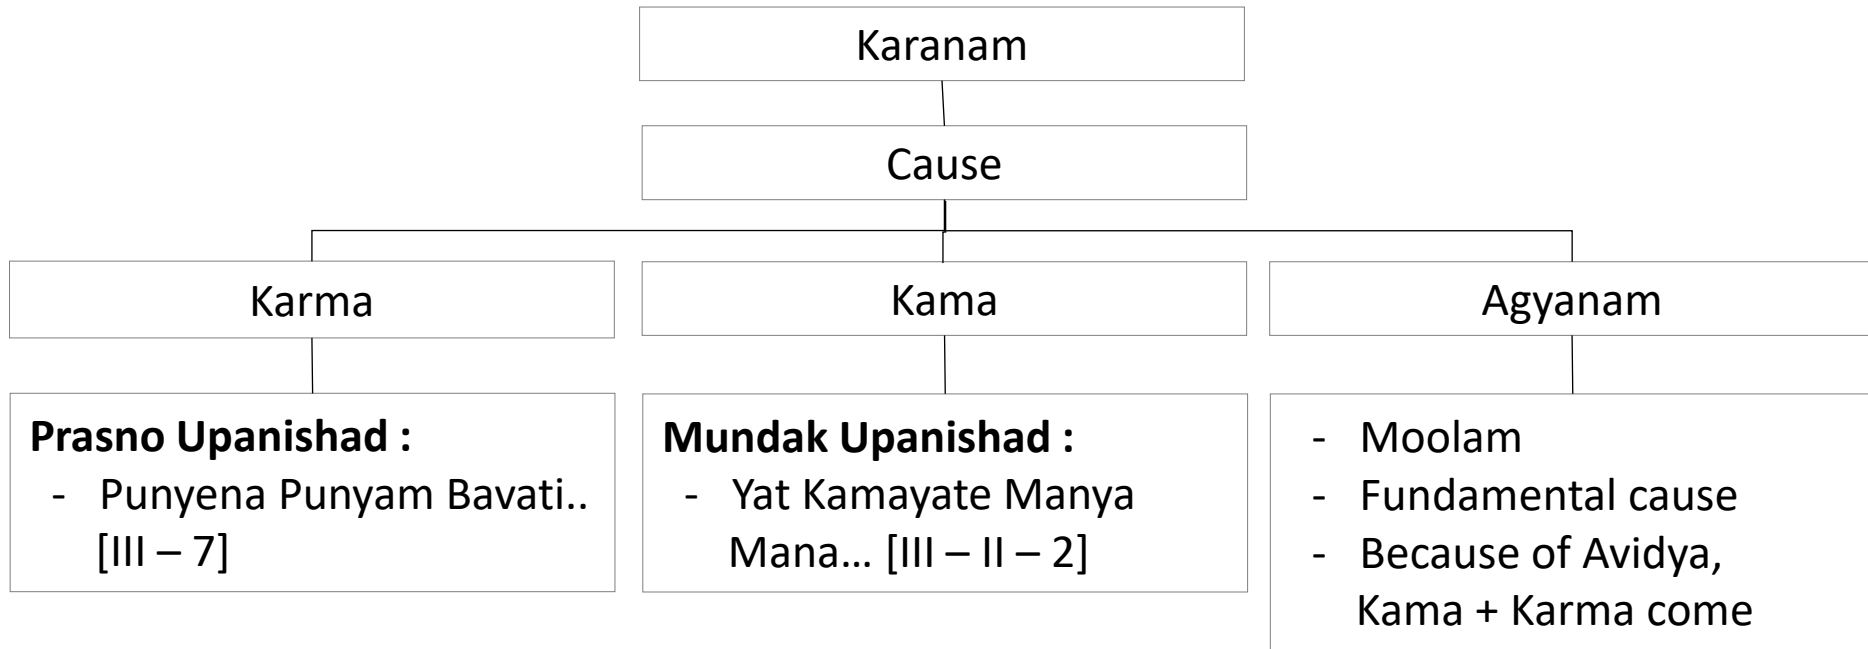 Karanam
Cause
Karma
Kama
Agyanam
Prasno Upanishad :
- Punyena Punyam Bavati..
[III – 7]
Mundak Upanishad :
- Yat Kamayate Manya
Mana... [III – II – 2]
- Moolam
- Fundamental cause
- Because of Avidya,
Kama + Karma come